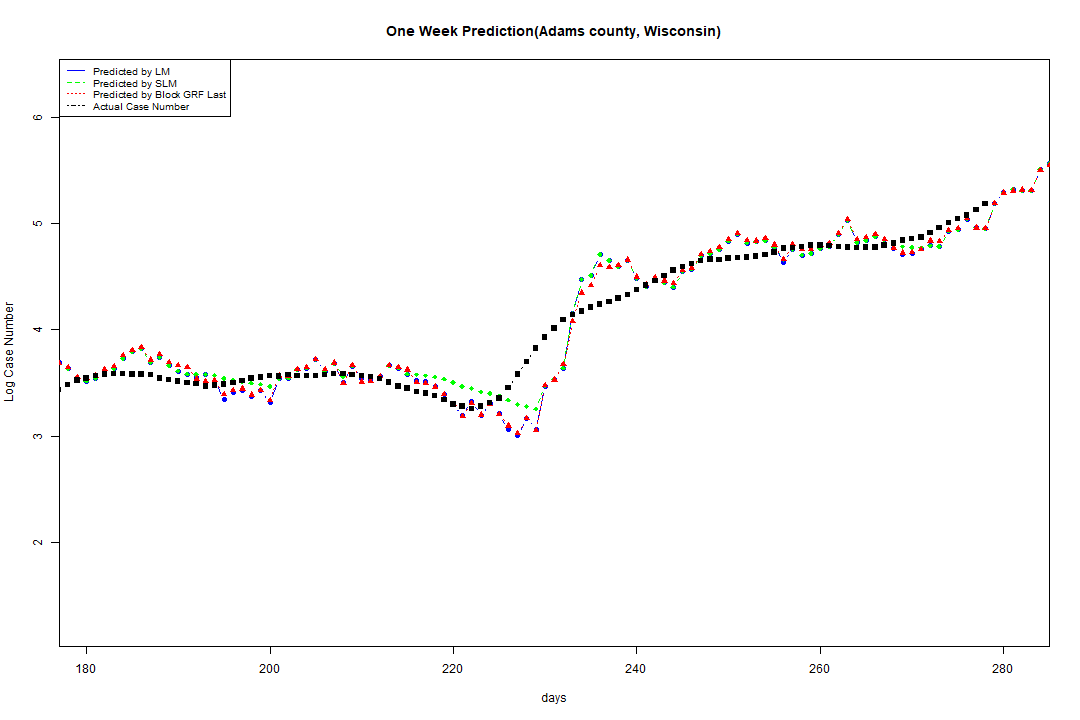 One Week Prediction(Adams county, Wisconsin)
Predicted by LM
Predicted by SLM
Predicted by Block GRF Last
Actual Case Number
Log Case Number
6
5
4
3
2
180 200 220 240 260 280
days